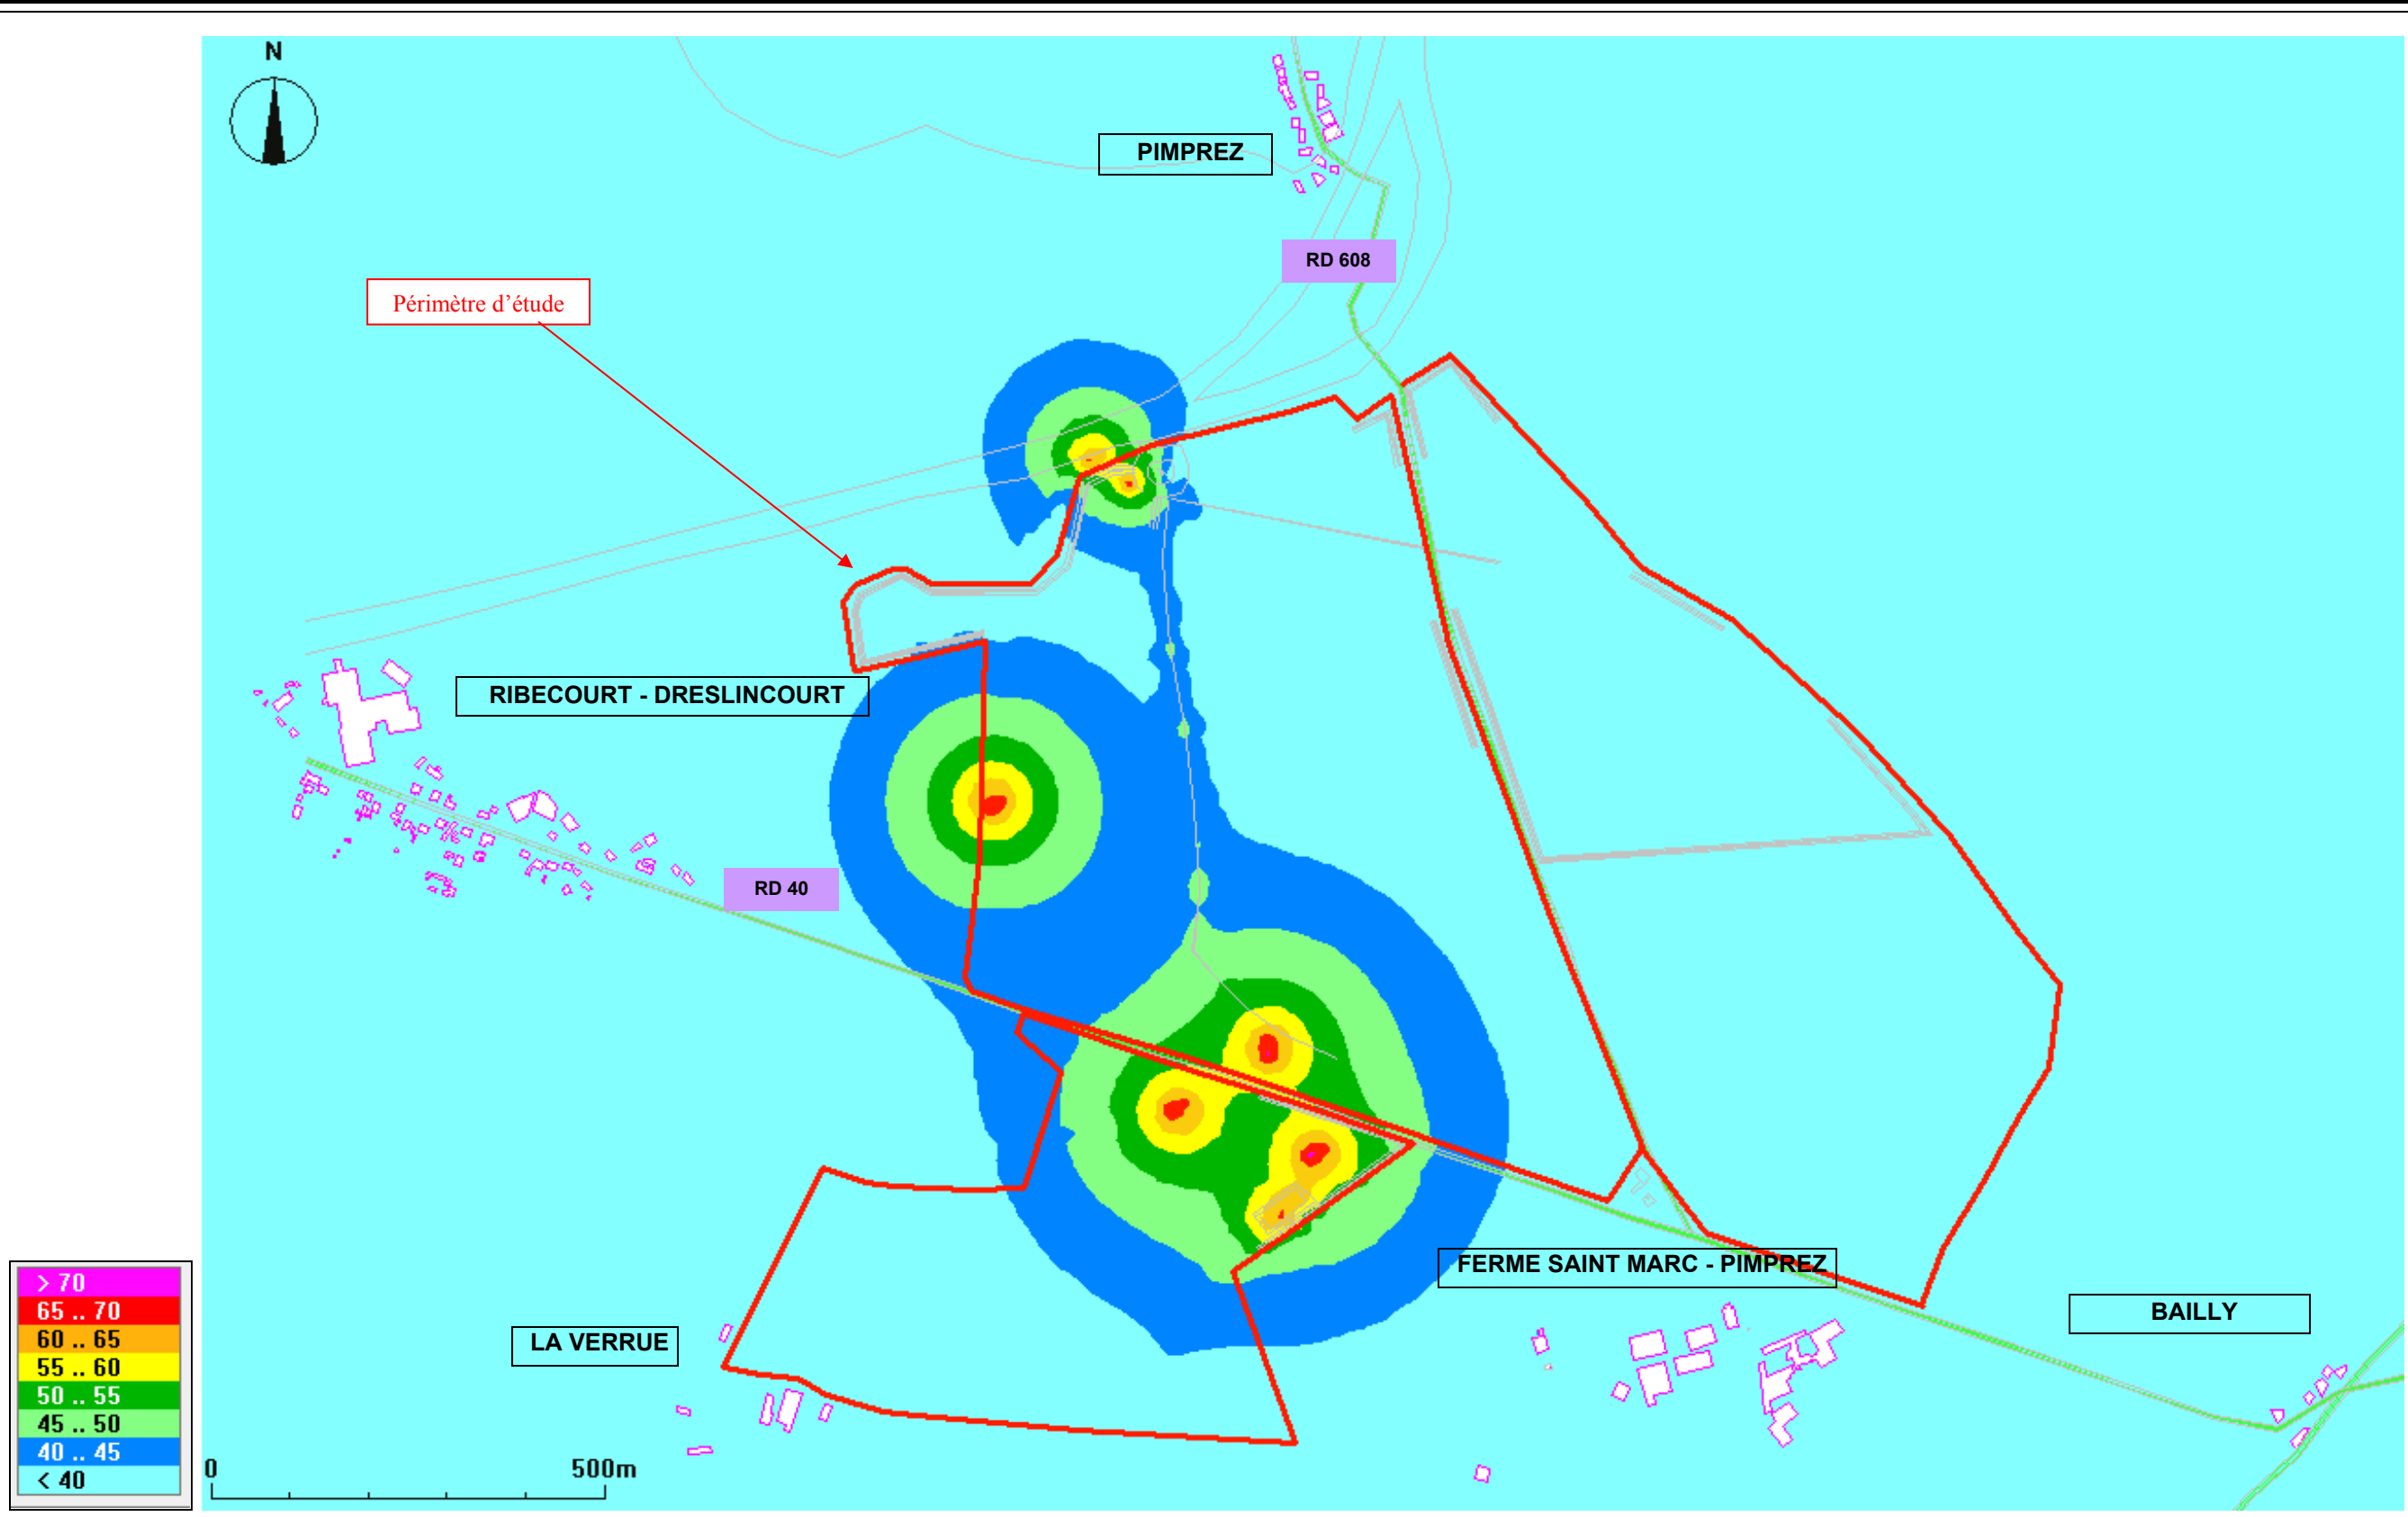 N
PIMPREZ
RD 608
Périmètre d’étude
RIBECOURT - DRESLINCOURT
RD 40
FERME SAINT MARC - PIMPREZ
BAILLY
LA VERRUE
> 70
65 .. 70
60 .. 65
55 .. 60
50 .. 55
45 .. 50
40 .. 45
< 40
0 500m